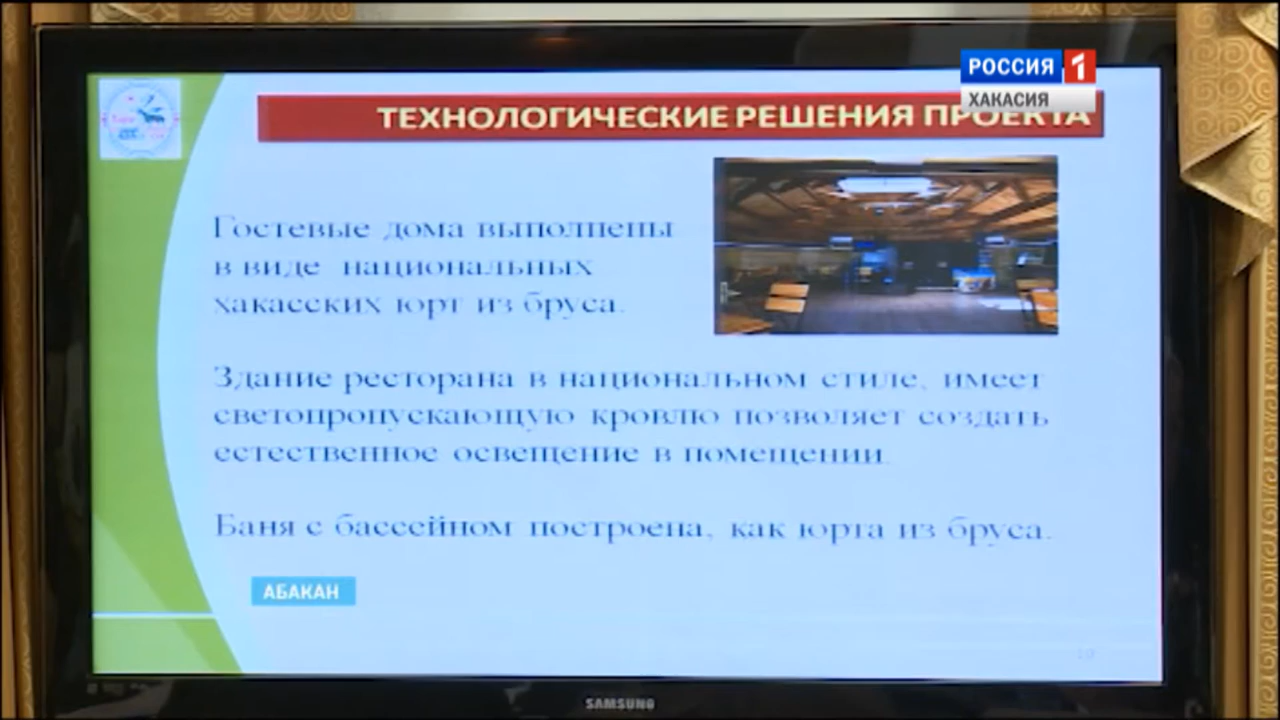 РОССИЯ 1
ХАКАСИЯ
ТЕХНОЛОГИЧЕСКИЕ РЕШЕНИЯ ПРОЕКТА
Гостевые дома выполнены
в виде национальных
хакасских юрт из бруса.
Здание ресторана в национальном стиле, имеет
светопропускающую кровлю позволяет создать
естественное освещение в помещении.
Баня с бассейном построена, как юрта из бруса.
АБАКАН
SAMSUNG